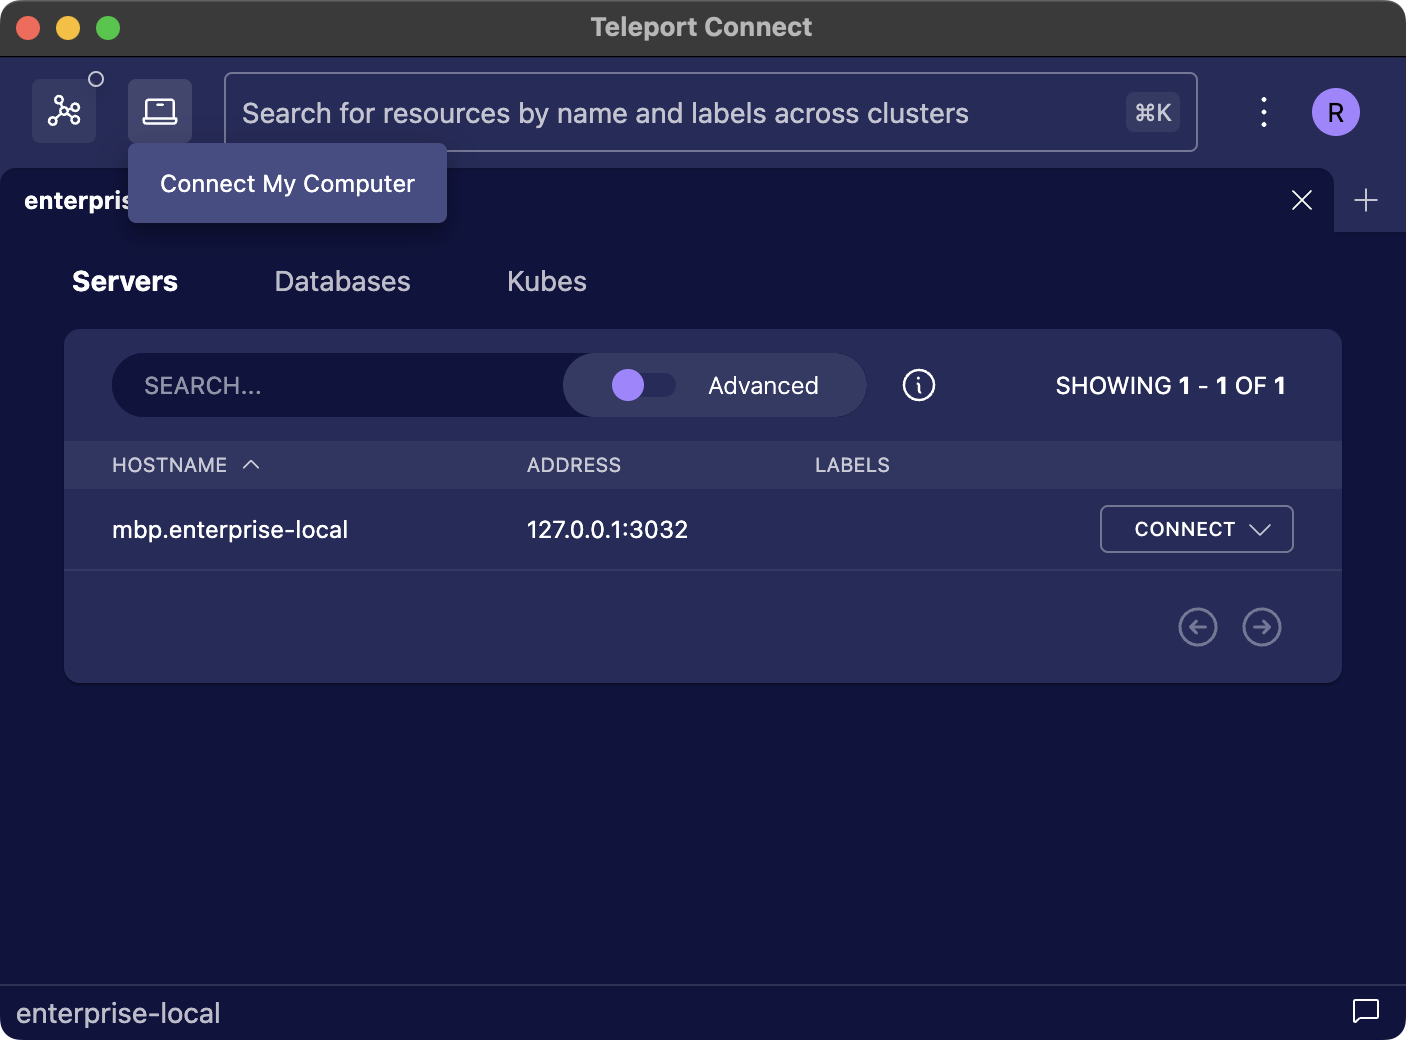 Teleport Connect
Search for resources by name and labels across clusters ⌘K
R
Connect My Computer
enterpris
Servers Databases Kubes
SEARCH... Advanced SHOWING 1 - 1 OF 1
HOSTNAME ADDRESS LABELS
mbp.enterprise-local 127.0.0.1:3032 CONNECT
enterprise-local